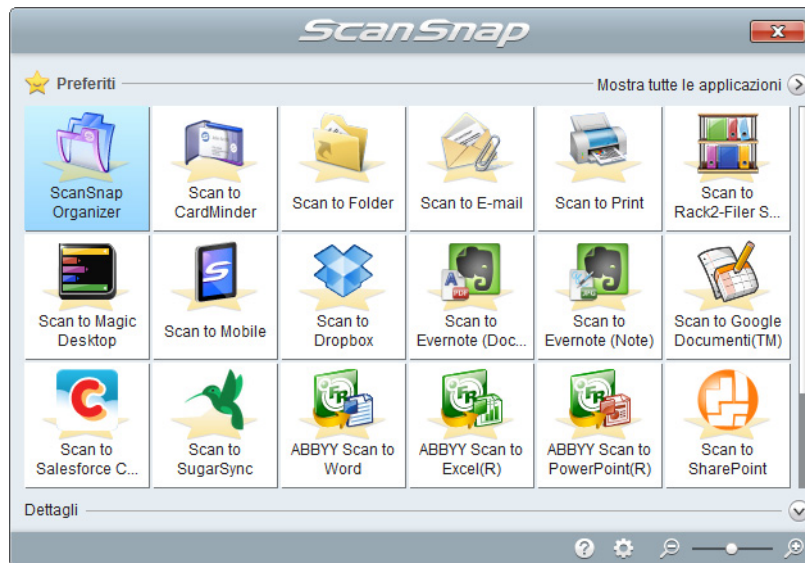 ScanSnap
Preferiti
Mostra tutte le applicazioni
ScanSnap
Organizer
Scan to
CardMinder
Scan to Folder
Scan to E-mail
Scan to Print
Scan to
Rack2-Filer S...
Scan to Magic
Desktop
Scan to Mobile
Scan to
Dropbox
Scan to
Evernote (Doc...
Scan to
Evernote (Note)
Scan to Google
Documenti(TM)
Scan to
Salesforce C...
Scan to
SugarSync
ABBYY Scan to
Word
ABBYY Scan to
Excel(R)
ABBYY Scan to
PowerPoint(R)
Scan to
SharePoint
Dettagli